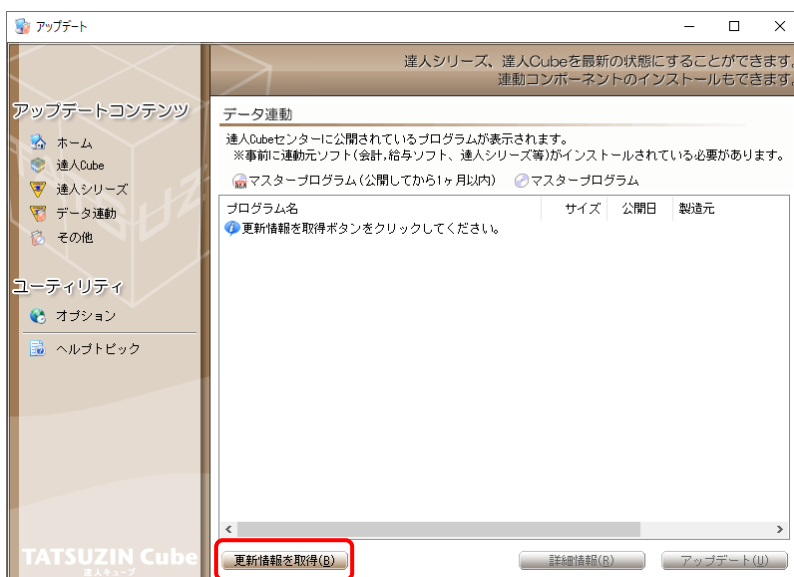 アップデート
達人シリーズ、達人Cubeを最新の状態にすることができます。
連動コンポーネントのインストールもできます。
アップデートコンテンツ
ホーム
達人Cube
達人シリーズ
データ連動
その他
ユーティリティ
オプション
ヘルプトピック
データ連動
達人Cubeセンターに公開されているプログラムが表示されます。
※事前に連動元ソフト(会計,給与ソフト、達人シリーズ等)がインストールされている必要があります。
マスタープログラム(公開してから1ヶ月以内) マスタープログラム
プログラム名 サイズ 公開日 製造元
更新情報を取得ボタンをクリックしてください。
TATSUZIN Cube
達人キューブ
更新情報を取得(B) 詳細情報(R) アップデート(U)